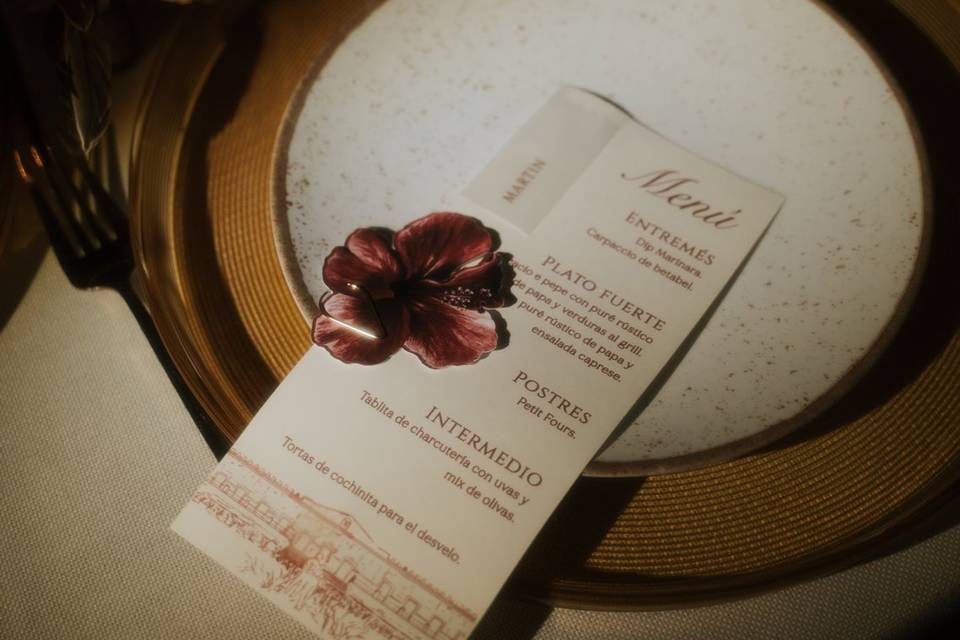 MARTIN
Menú
ENTREMÉS
Dip Marinara.
Carpaccio de betabel.
PLATO FUERTE
e pepe con puré rústico
de papa y verduras al grill.
puré rústico de papa y
ensalada caprese.
POSTRES
Petit Fours.
INTERMEDIO
Tablita de charcutería con uvas y
mix de olivas.
Tortas de cochinita para el desvelo.